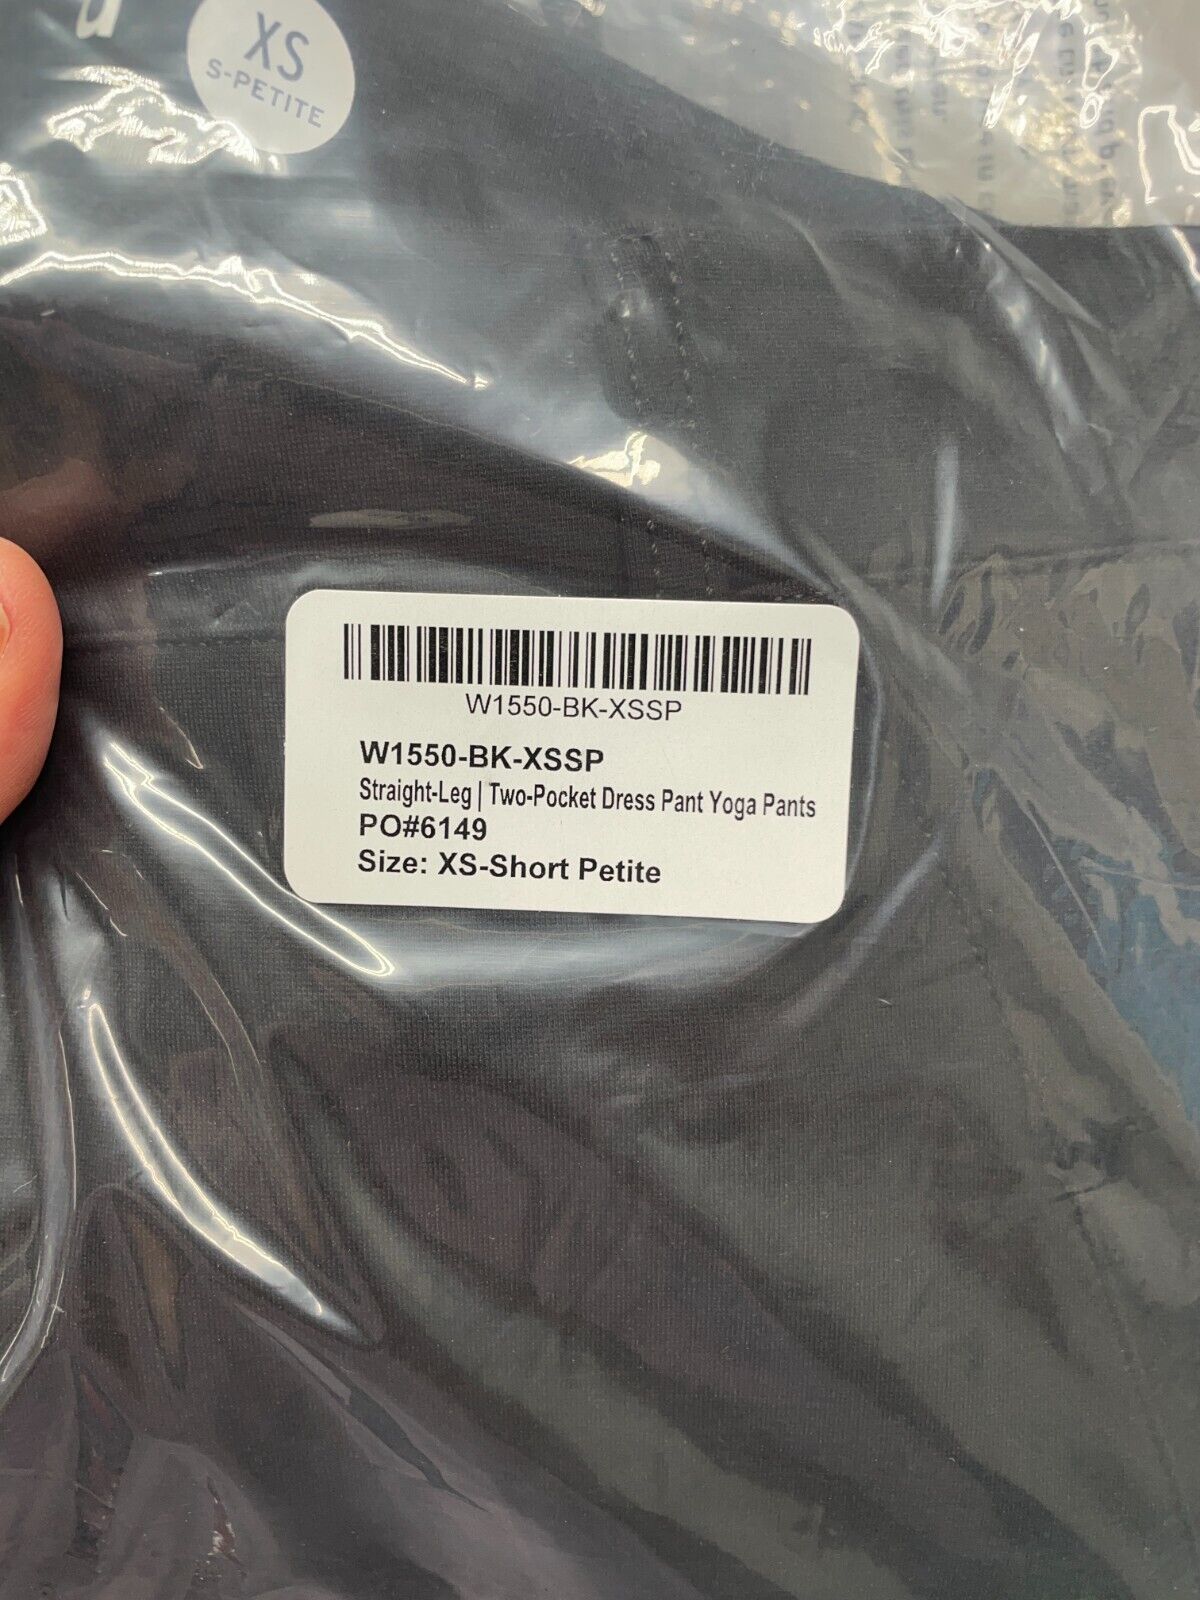 XS
S-PETITE
W1550-BK-XSSP
W1550-BK-XSSP
Straight-Leg | Two-Pocket Dress Pant Yoga Pants
PO#6149
Size: XS-Short Petite